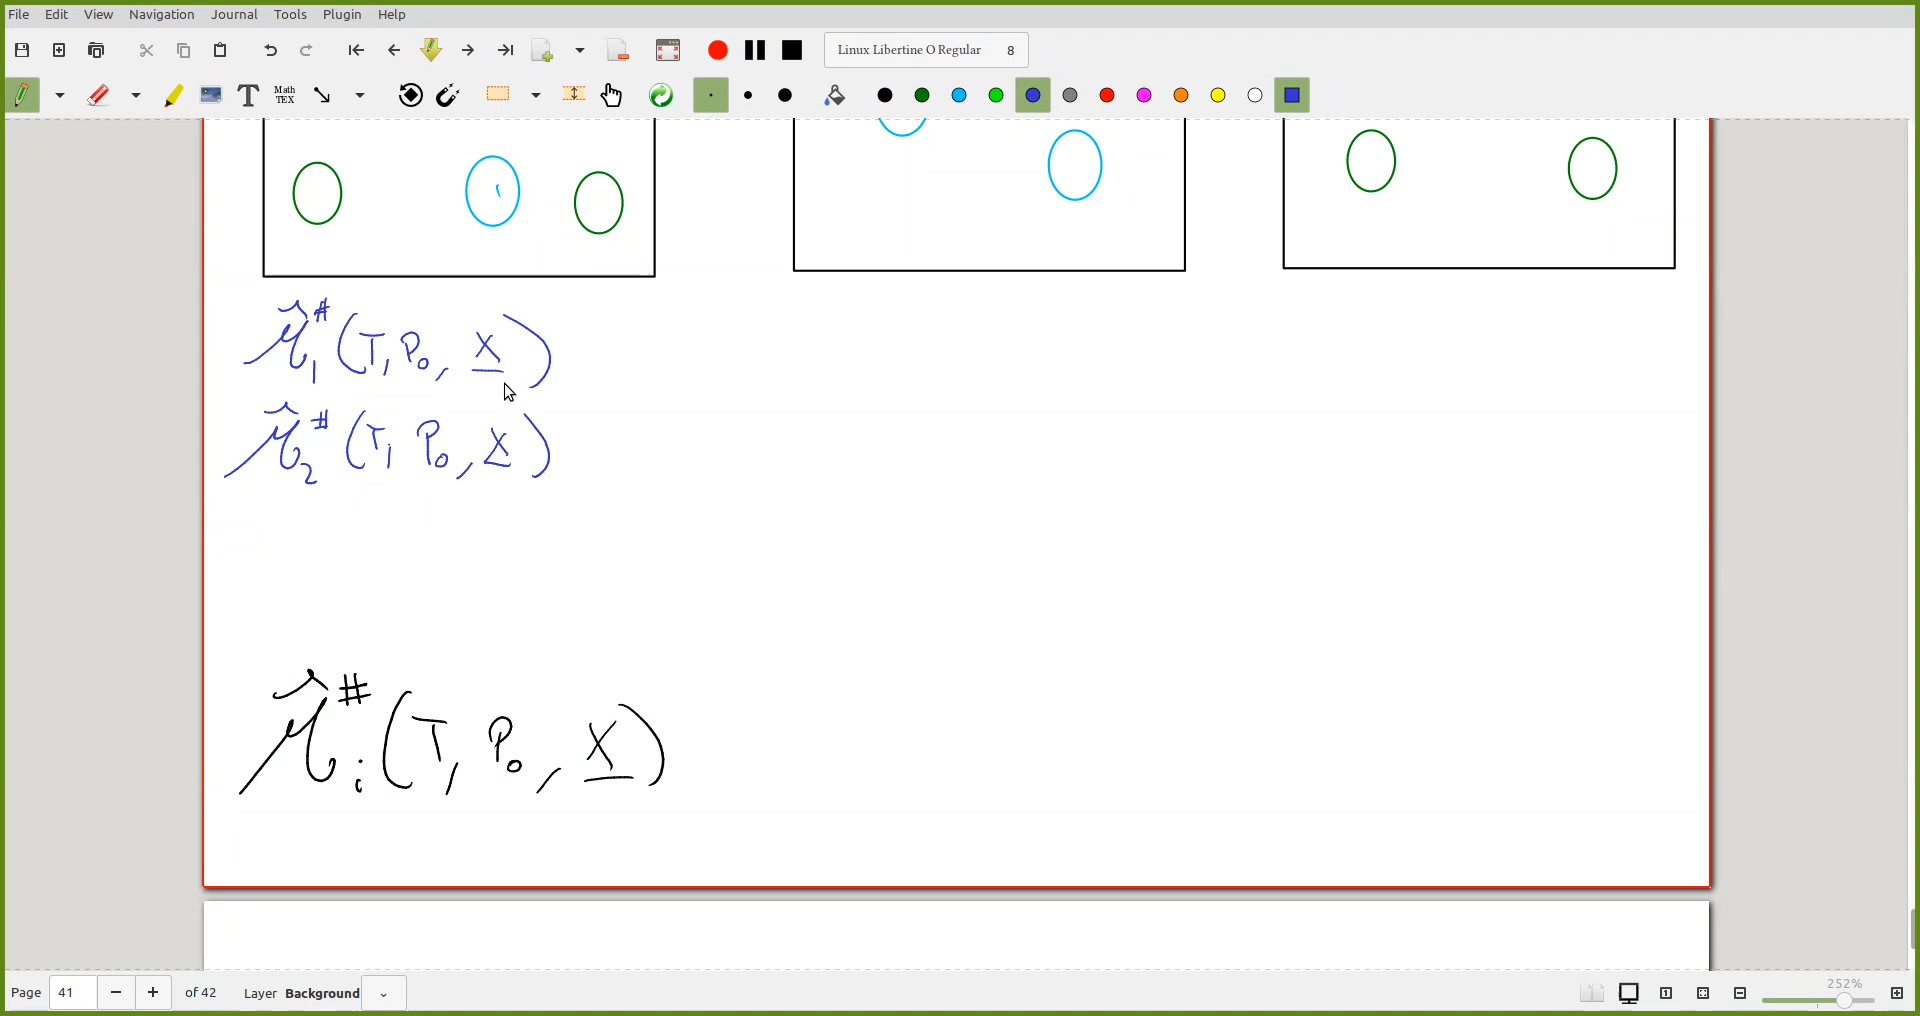 File Edit View Navigation Journal Tools Plugin Help
Linux Libertine O Regular 8
Math
TEX
μ̂₁^#(T, P₀, X̲)
μ̂₂^#(T, P₀, X̲)
μ̂ᵢ^#(T, P₀, X̲)
Page 41 of 42 Layer Background
252%